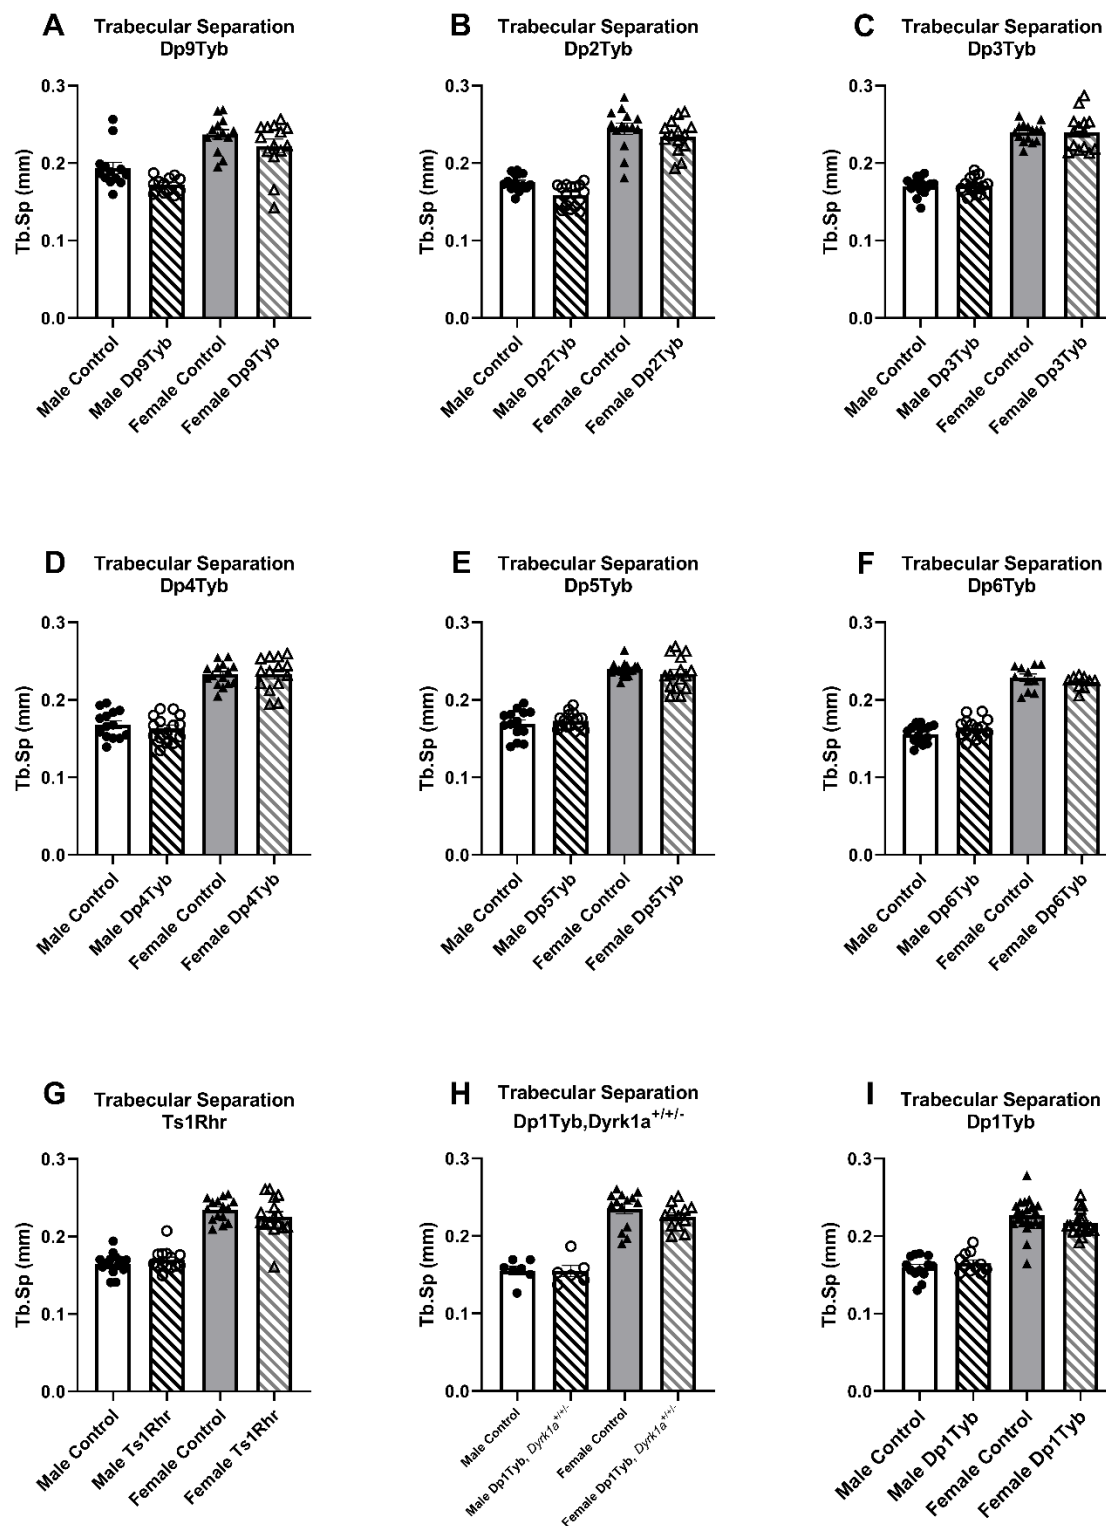 A
Trabecular Separation
Dp9Tyb
Tb.Sp (mm)
0.3
0.2
0.1
0.0
Male Control
Male Dp9Tyb
Female Control
Female Dp9Tyb
B
Trabecular Separation
Dp2Tyb
Tb.Sp (mm)
0.3
0.2
0.1
0.0
Male Control
Male Dp2Tyb
Female Control
Female Dp2Tyb
C
Trabecular Separation
Dp3Tyb
Tb.Sp (mm)
0.3
0.2
0.1
0.0
Male Control
Male Dp3Tyb
Female Control
Female Dp3Tyb
D
Trabecular Separation
Dp4Tyb
Tb.Sp (mm)
0.3
0.2
0.1
0.0
Male Control
Male Dp4Tyb
Female Control
Female Dp4Tyb
E
Trabecular Separation
Dp5Tyb
Tb.Sp (mm)
0.3
0.2
0.1
0.0
Male Control
Male Dp5Tyb
Female Control
Female Dp5Tyb
F
Trabecular Separation
Dp6Tyb
Tb.Sp (mm)
0.3
0.2
0.1
0.0
Male Control
Male Dp6Tyb
Female Control
Female Dp6Tyb
G
Trabecular Separation
Ts1Rhr
Tb.Sp (mm)
0.3
0.2
0.1
0.0
Male Control
Male Ts1Rhr
Female Control
Female Ts1Rhr
H
Trabecular Separation
Dp1Tyb,Dyrk1a+/+/-
Tb.Sp (mm)
0.3
0.2
0.1
0.0
Male Control
Male Dp1Tyb, Dyrk1a+/+/-
Female Control
Female Dp1Tyb, Dyrk1a+/+/-
I
Trabecular Separation
Dp1Tyb
Tb.Sp (mm)
0.3
0.2
0.1
0.0
Male Control
Male Dp1Tyb
Female Control
Female Dp1Tyb